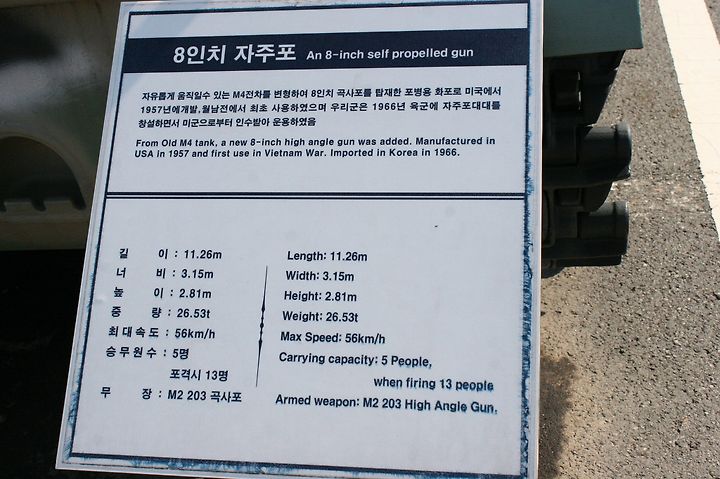 8인치 자주포 An 8-inch self propelled gun
자유롭게 움직일수 있는 M4전차를 변형하여 8인치 곡사포를 탑재한 포병용 화포로 미국에서
1957년에개발,월남전에서 최초 사용하였으며 우리군은 1966년 육군에 자주포대대를
창설하면서 미군으로부터 인수받아 운용하였음
From Old M4 tank, a new 8-inch high angle gun was added. Manufactured in
USA in 1957 and first use in Vietnam War. Imported in Korea in 1966.
길 이 : 11.26m
너 비 : 3.15m
높 이 : 2.81m
중 량 : 26.53t
최대속도 : 56km/h
승무원수 : 5명
포격시 13명
무 장 : M2 203 곡사포
Length: 11.26m
Width: 3.15m
Height: 2.81m
Weight: 26.53t
Max Speed: 56km/h
Carrying capacity: 5 People,
when firing 13 people
Armed weapon: M2 203 High Angle Gun.